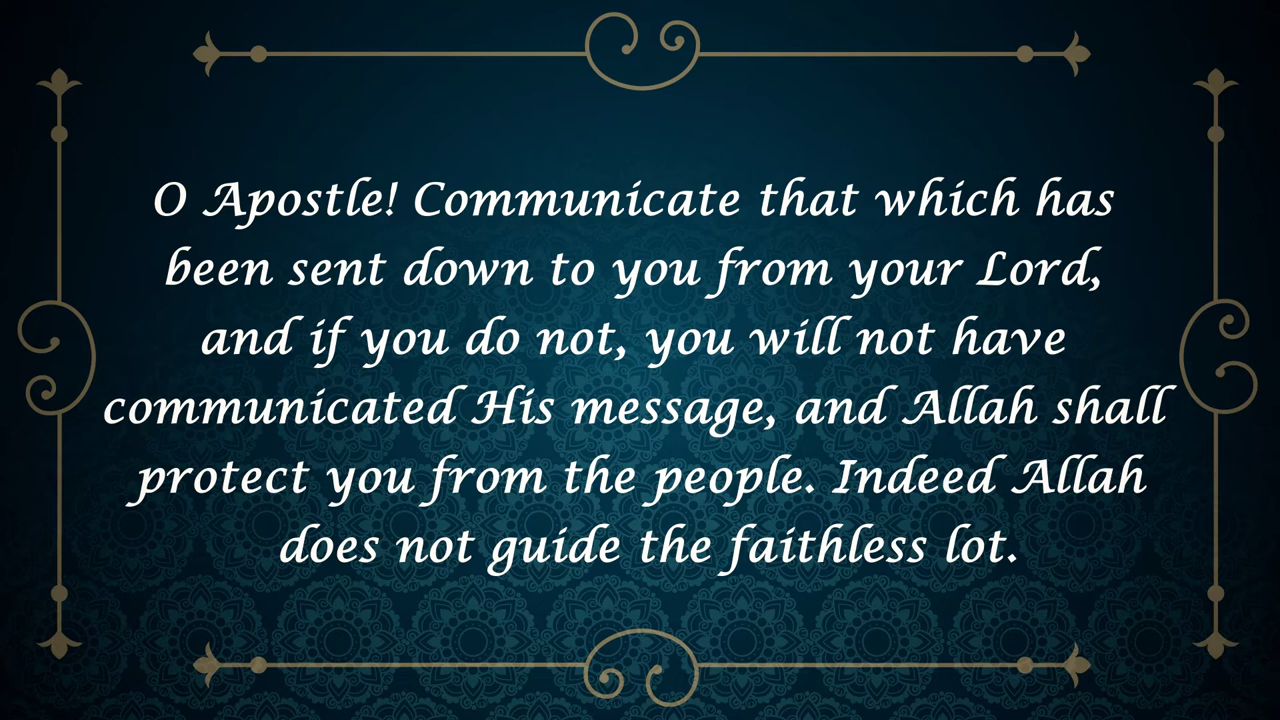 O Apostle! Communicate that which has
been sent down to you from your Lord,
and if you do not, you will not have
communicated His message, and Allah shall
protect you from the people. Indeed Allah
does not guide the faithless lot.